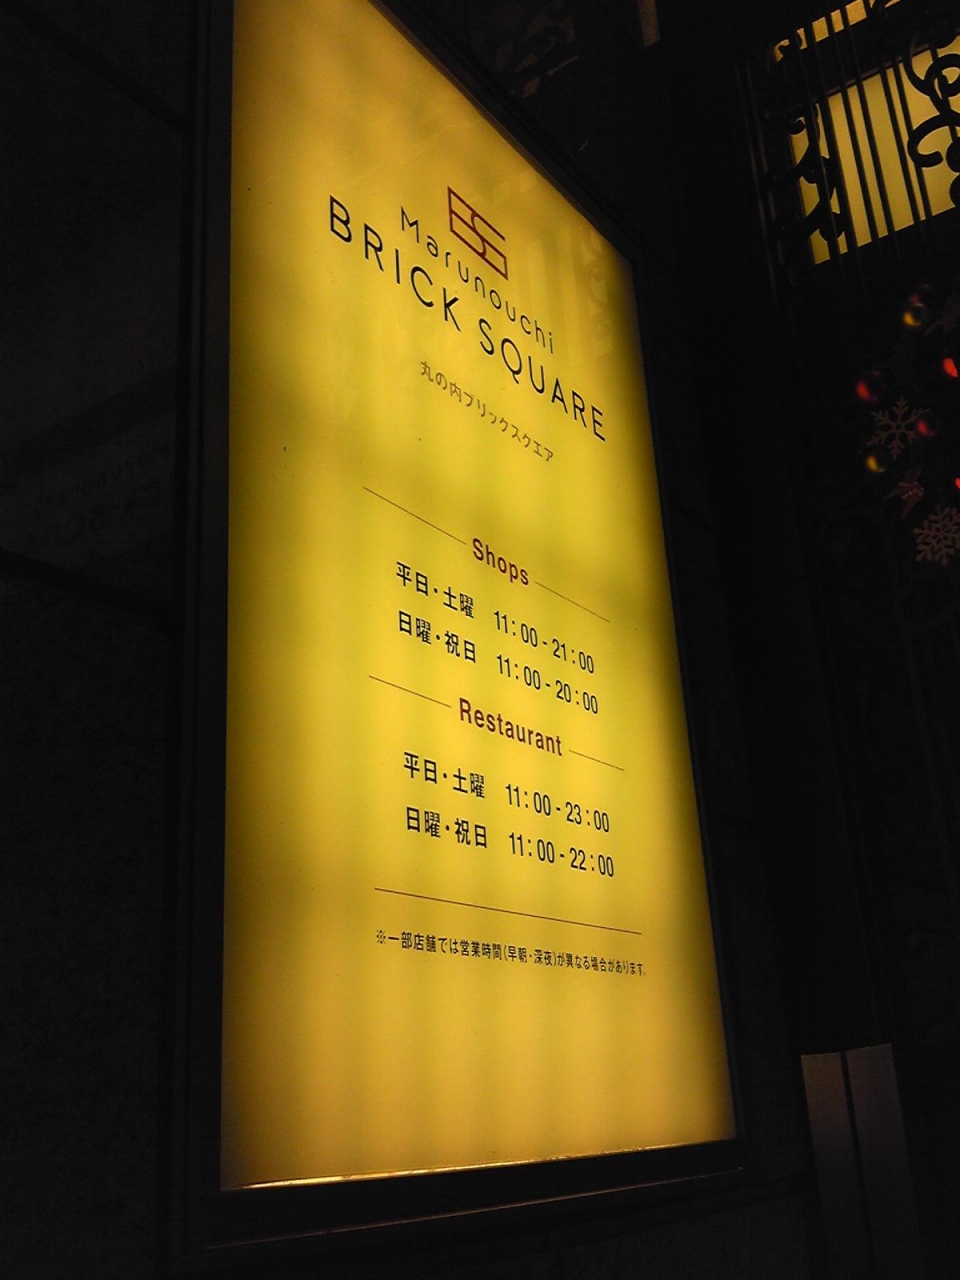 BS
Marunouchi
BRICK SQUARE
丸の内ブリックスクエア
Shops
平日・土曜 11:00-21:00
日曜・祝日 11:00-20:00
Restaurant
平日・土曜 11:00-23:00
日曜・祝日 11:00-22:00
※一部店舗では営業時間(早朝・深夜)が異なる場合があります。